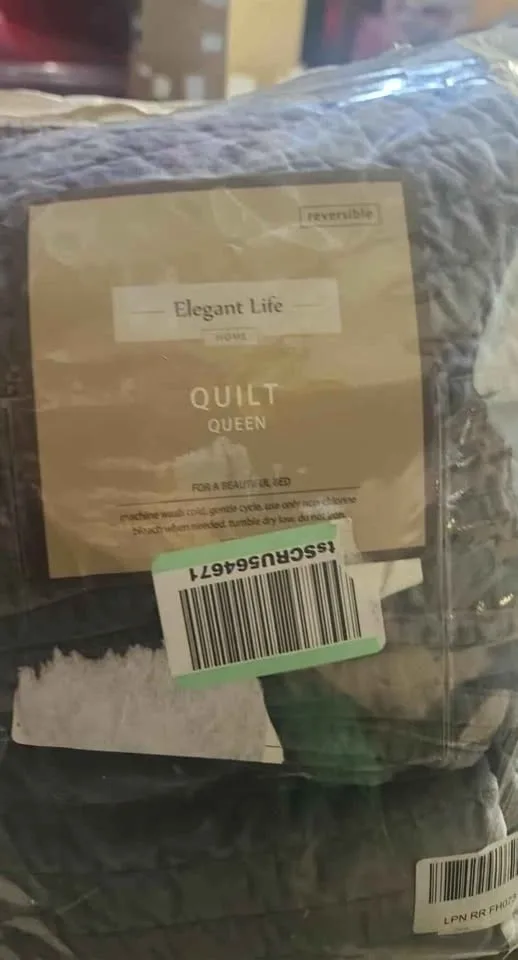 reversible
Elegant Life
HOME
QUILT
QUEEN
FOR A BEAUTIFUL BED
machine wash cold, gentle cycle, use only non-chlorine
bleach when needed, tumble dry low, do not iron.
tsSCRU564671
LPN RR FH07